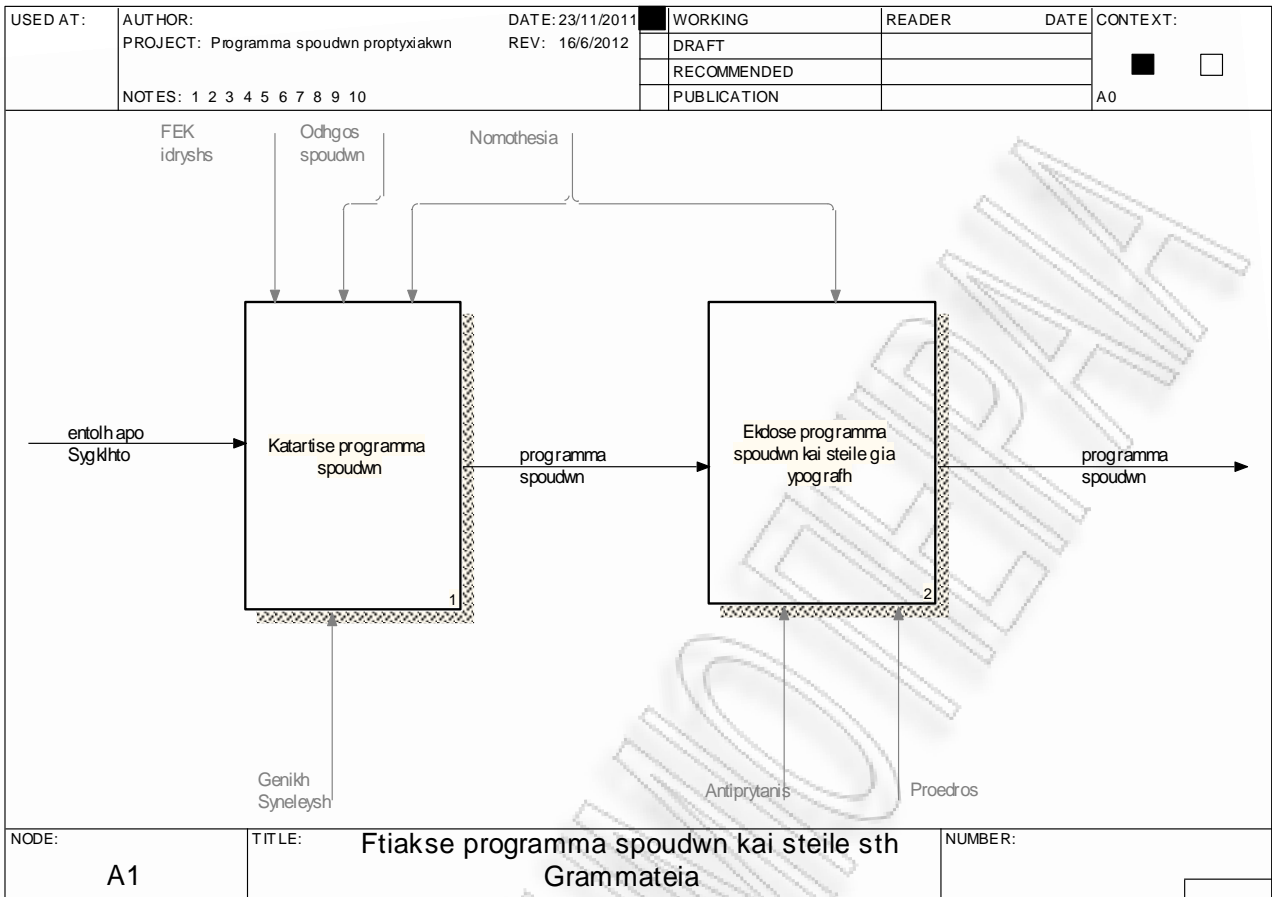 USED AT:
AUTHOR:
DATE: 23/11/2011
PROJECT: Programma spoudwn proptyxiakwn
REV: 16/6/2012
NOTES: 1 2 3 4 5 6 7 8 9 10
WORKING
DRAFT
RECOMMENDED
PUBLICATION
READER
DATE
CONTEXT:
A0
FEK
idryshs
Odhgos
spoudwn
Nomothesia
entolh apo
Sygklhto
Katartise programma
spoudwn
1
programma
spoudwn
Ekdose programma
spoudwn kai steile gia
ypografh
2
programma
spoudwn
Genikh
Syneleysh
Antiprytanis
Proedros
NODE:
A1
TITLE:
Ftiakse programma spoudwn kai steile sth
Grammateia
NUMBER: